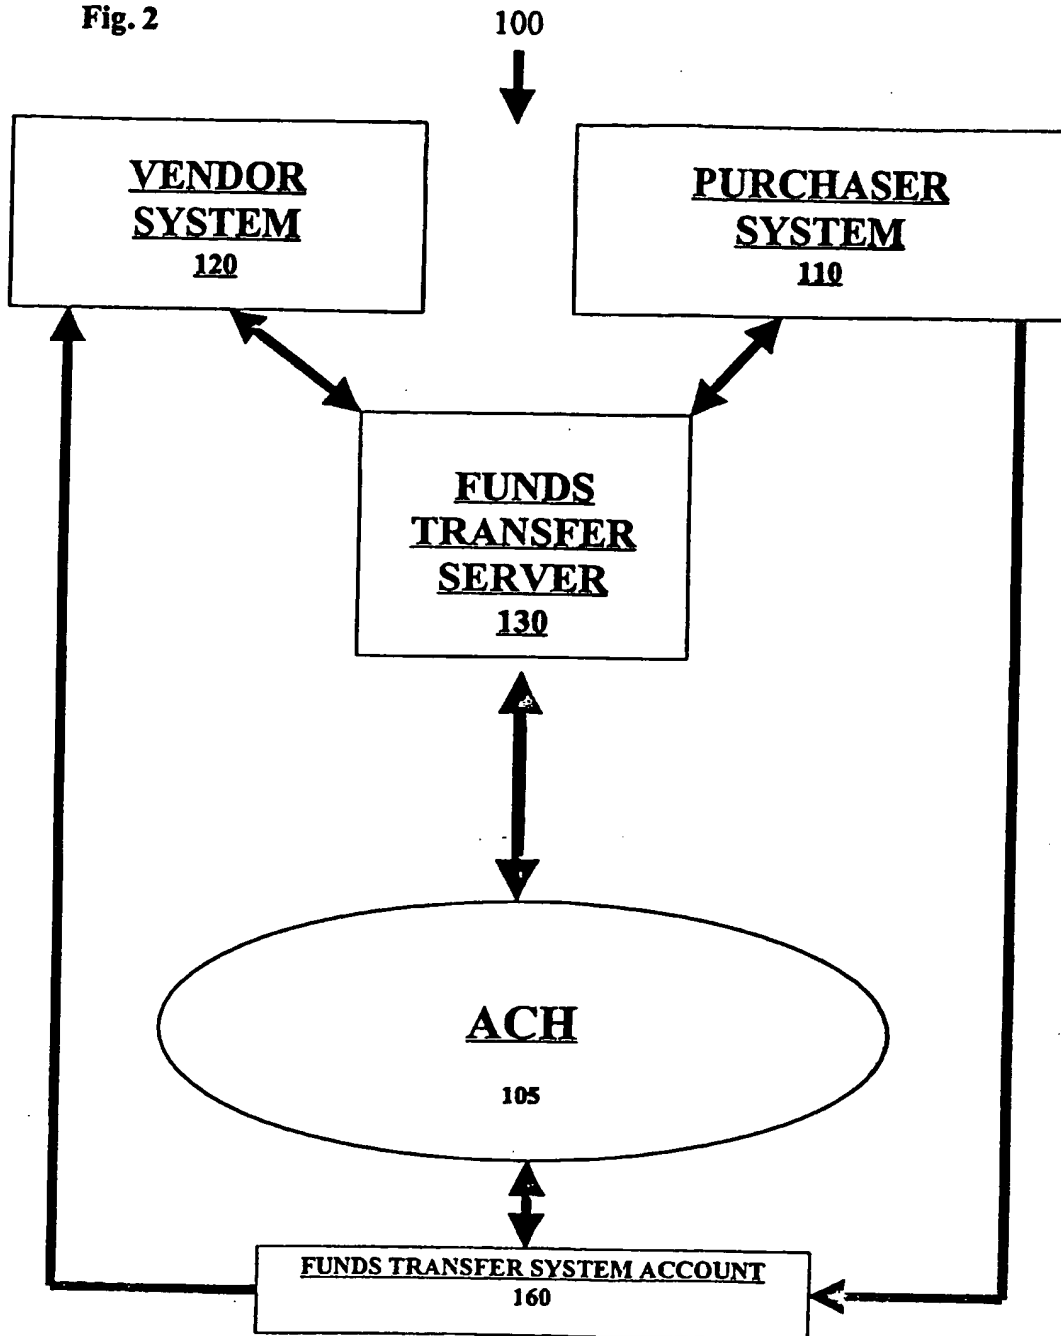 Fig. 2
100
VENDOR
SYSTEM
120
PURCHASER
SYSTEM
110
FUNDS
TRANSFER
SERVER
130
ACH
105
FUNDS TRANSFER SYSTEM ACCOUNT
160